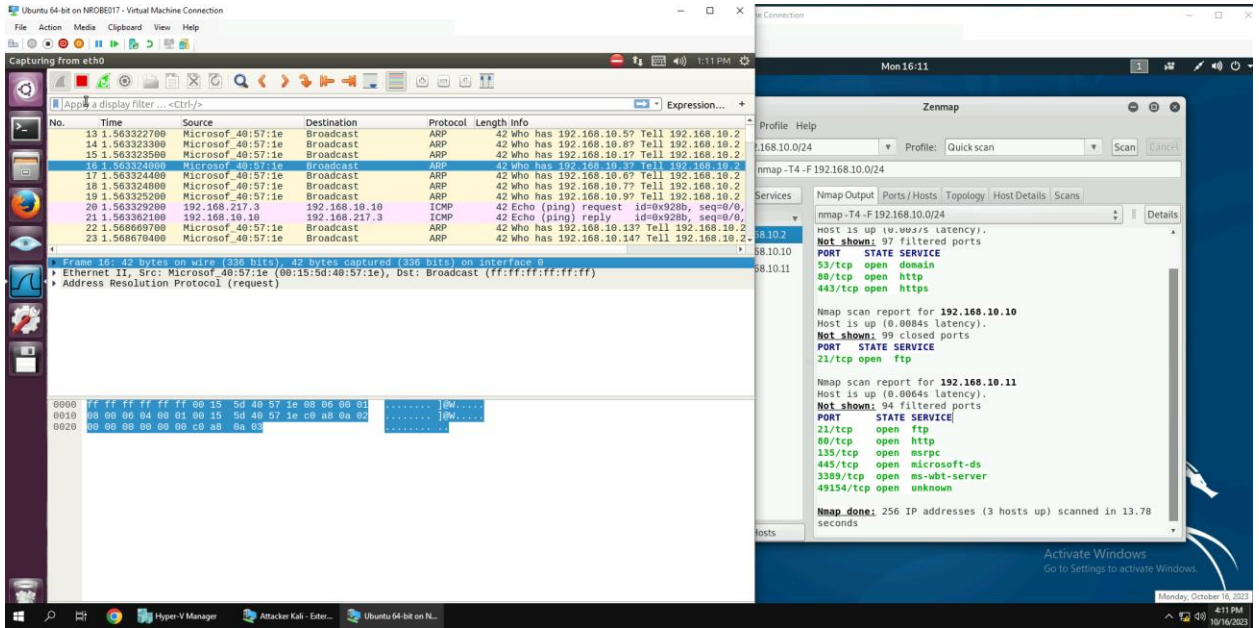 Ubuntu 64-bit on NROBE017 - Virtual Machine Connection
File Action Media Clipboard View Help
Capturing from eth0
1:11 PM
a display filter ... <Ctrl-/>
Expression... +
No. Time Source Destination Protocol Length Info
13 1.563322700 Microsof_40:57:1e Broadcast ARP 42 Who has 192.168.10.5? Tell 192.168.10.2
14 1.563323300 Microsof_40:57:1e Broadcast ARP 42 Who has 192.168.10.8? Tell 192.168.10.2
15 1.563323500 Microsof_40:57:1e Broadcast ARP 42 Who has 192.168.10.1? Tell 192.168.10.2
16 1.563324000 Microsof_40:57:1e Broadcast ARP 42 Who has 192.168.10.3? Tell 192.168.10.2
17 1.563324400 Microsof_40:57:1e Broadcast ARP 42 Who has 192.168.10.6? Tell 192.168.10.2
18 1.563324800 Microsof_40:57:1e Broadcast ARP 42 Who has 192.168.10.7? Tell 192.168.10.2
19 1.563325200 Microsof_40:57:1e Broadcast ARP 42 Who has 192.168.10.9? Tell 192.168.10.2
20 1.563329200 192.168.217.3 192.168.10.10 ICMP 42 Echo (ping) request id=0x928b, seq=0/0,
21 1.563362100 192.168.10.10 192.168.217.3 ICMP 42 Echo (ping) reply id=0x928b, seq=0/0,
22 1.568669700 Microsof_40:57:1e Broadcast ARP 42 Who has 192.168.10.13? Tell 192.168.10.2
23 1.568670400 Microsof_40:57:1e Broadcast ARP 42 Who has 192.168.10.14? Tell 192.168.10.2
Frame 16: 42 bytes on wire (336 bits), 42 bytes captured (336 bits) on interface 0
Ethernet II, Src: Microsof_40:57:1e (00:15:5d:40:57:1e), Dst: Broadcast (ff:ff:ff:ff:ff:ff)
Address Resolution Protocol (request)
0000 ff ff ff ff ff ff 00 15 5d 40 57 1e 08 06 00 01 ........ ]@W.....
0010 08 00 06 04 00 01 00 15 5d 40 57 1e c0 a8 0a 02 ........ ]@W.....
0020 00 00 00 00 00 00 c0 a8 0a 03 ........ ..
ne Connection
Mon 16:11
1
Zenmap
Profile Help
.168.10.0/24 Profile: Quick scan Scan Cancel
nmap -T4 -F 192.168.10.0/24
Services Nmap Output Ports / Hosts Topology Host Details Scans
nmap -T4 -F 192.168.10.0/24 Details
58.10.2
58.10.10
58.10.11
Host is up (0.0037s latency).
Not shown: 97 filtered ports
PORT STATE SERVICE
53/tcp open domain
80/tcp open http
443/tcp open https
Nmap scan report for 192.168.10.10
Host is up (0.0084s latency).
Not shown: 99 closed ports
PORT STATE SERVICE
21/tcp open ftp
Nmap scan report for 192.168.10.11
Host is up (0.0064s latency).
Not shown: 94 filtered ports
PORT STATE SERVICE
21/tcp open ftp
80/tcp open http
135/tcp open msrpc
445/tcp open microsoft-ds
3389/tcp open ms-wbt-server
49154/tcp open unknown
Nmap done: 256 IP addresses (3 hosts up) scanned in 13.78
seconds
Hosts
Activate Windows
Go to Settings to activate Windows.
Monday, October 16, 2023
Hyper-V Manager
Attacker Kali - Exter...
Ubuntu 64-bit on N...
4:11 PM
10/16/2023